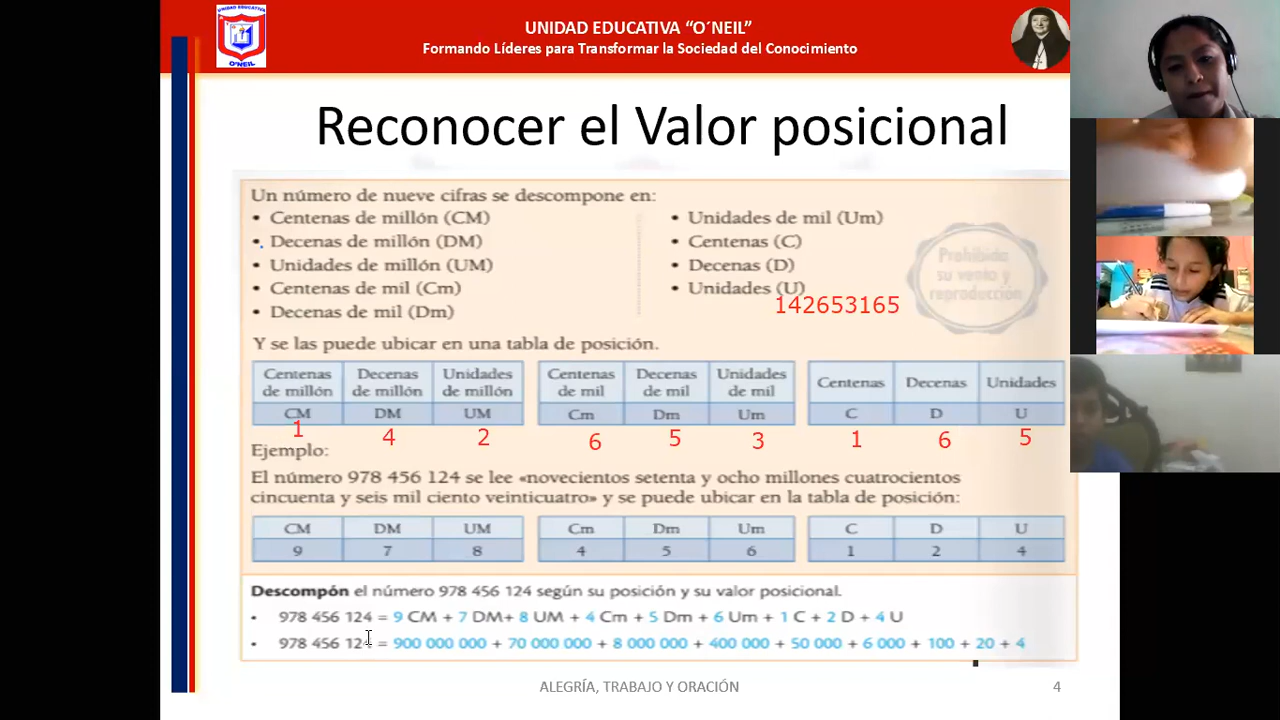 UNIDAD EDUCATIVA
O'NEIL
UNIDAD EDUCATIVA “O´NEIL”
Formando Líderes para Transformar la Sociedad del Conocimiento
Reconocer el Valor posicional
Un número de nueve cifras se descompone en:
• Centenas de millón (CM)
• Decenas de millón (DM)
• Unidades de millón (UM)
• Centenas de mil (Cm)
• Decenas de mil (Dm)
• Unidades de mil (Um)
• Centenas (C)
• Decenas (D)
• Unidades (U)
142653165
Prohibida
su venta y
reproducción
Y se las puede ubicar en una tabla de posición.
Centenas de millón Decenas de millón Unidades de millón Centenas de mil Decenas de mil Unidades de mil Centenas Decenas Unidades
CM DM UM Cm Dm Um C D U
1 4 2 6 5 3 1 6 5
Ejemplo:
El número 978 456 124 se lee «novecientos setenta y ocho millones cuatrocientos
cincuenta y seis mil ciento veinticuatro» y se puede ubicar en la tabla de posición:
CM DM UM Cm Dm Um C D U
9 7 8 4 5 6 1 2 4
Descompón el número 978 456 124 según su posición y su valor posicional.
• 978 456 124 = 9 CM + 7 DM+ 8 UM + 4 Cm + 5 Dm + 6 Um + 1 C + 2 D + 4 U
• 978 456 124 = 900 000 000 + 70 000 000 + 8 000 000 + 400 000 + 50 000 + 6 000 + 100 + 20 + 4
ALEGRÍA, TRABAJO Y ORACIÓN
4